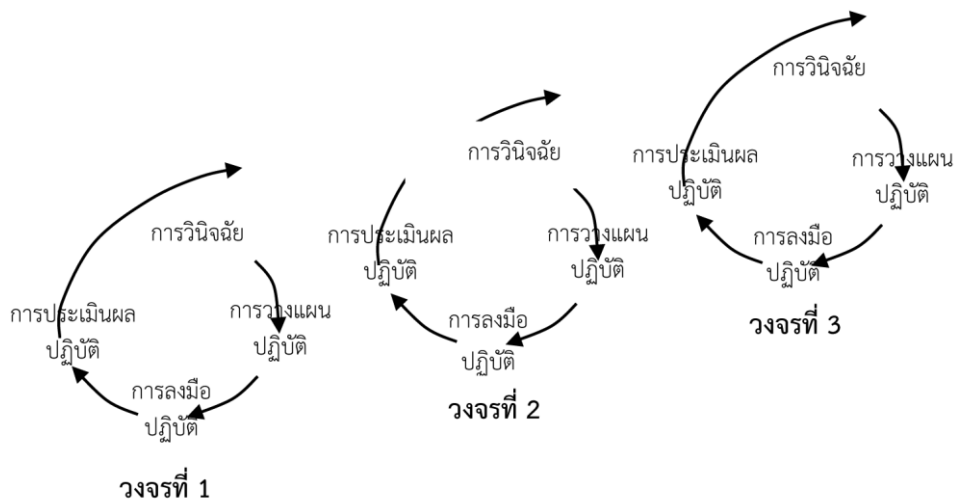 การวินิจฉัย
การวางแผน
ปฏิบัติ
การลงมือ
ปฏิบัติ
การประเมินผล
ปฏิบัติ
วงจรที่ 1
การวินิจฉัย
การวางแผน
ปฏิบัติ
การลงมือ
ปฏิบัติ
การประเมินผล
ปฏิบัติ
วงจรที่ 2
การวินิจฉัย
การวางแผน
ปฏิบัติ
การลงมือ
ปฏิบัติ
การประเมินผล
ปฏิบัติ
วงจรที่ 3